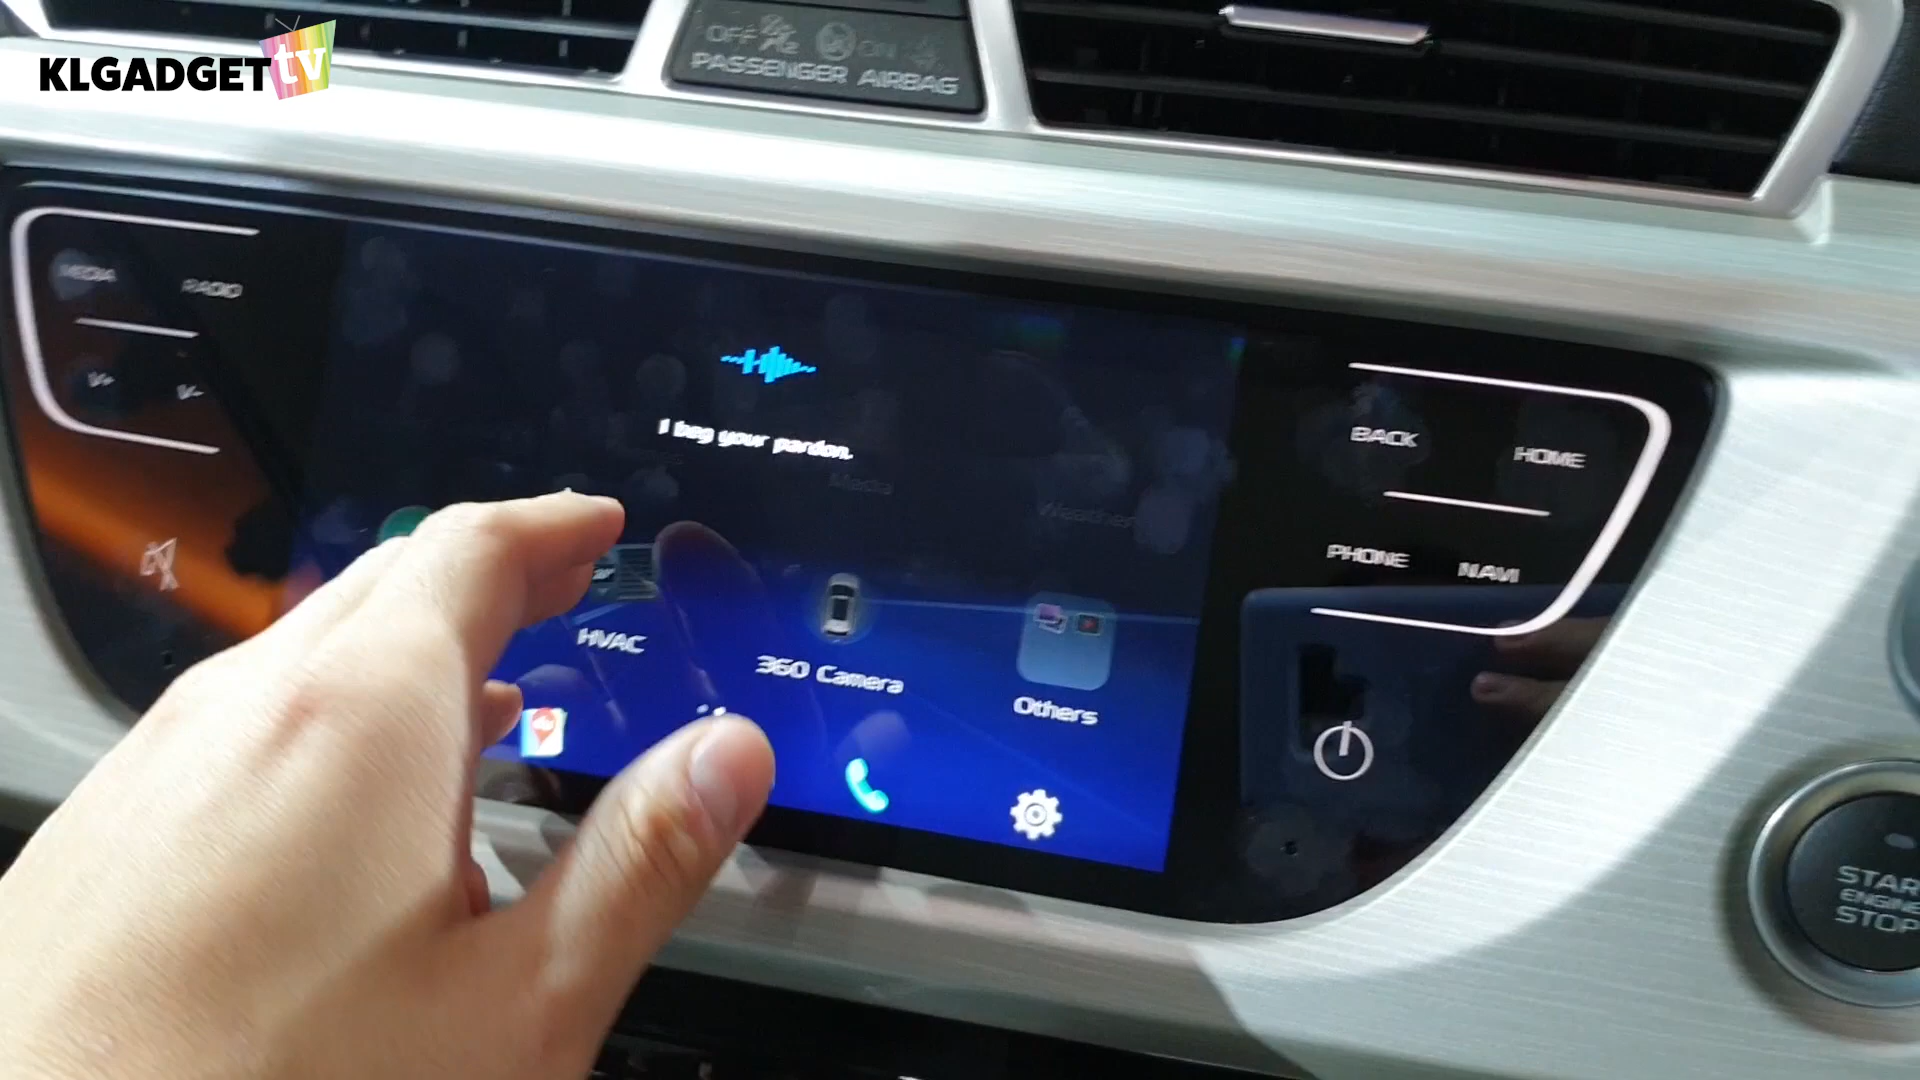 KLGADGET tv
OFF ON
PASSENGER AIRBAG
MEDIA RADIO
V+ V-
I beg your pardon.
Media
Weather
BACK HOME
PHONE NAVI
HVAC
360 Camera
Others
START
ENGINE
STOP